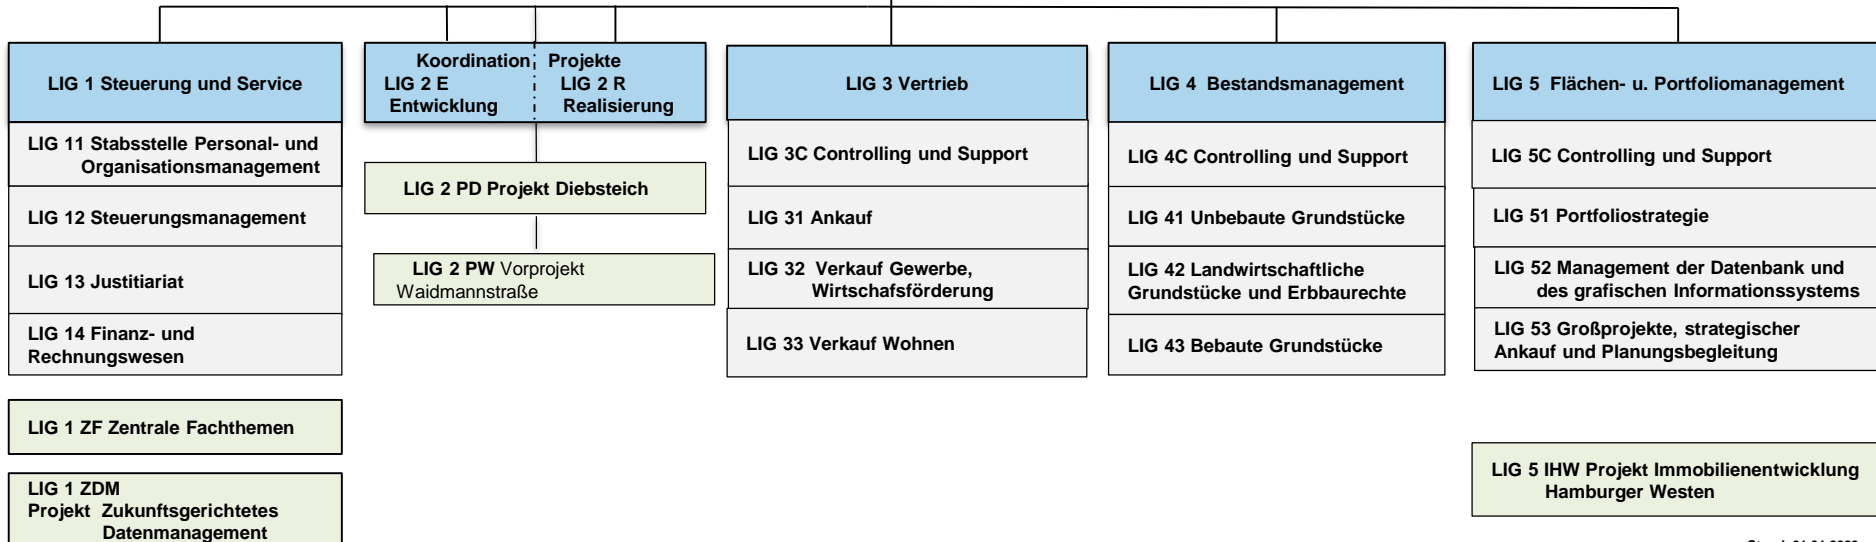 LIG 1 Steuerung und Service
LIG 11 Stabsstelle Personal- und
Organisationsmanagement
LIG 12 Steuerungsmanagement
LIG 13 Justitiariat
LIG 14 Finanz- und
Rechnungswesen
LIG 1 ZF Zentrale Fachthemen
LIG 1 ZDM
Projekt Zukunftsgerichtetes
Datenmanagement
Koordination Projekte
LIG 2 E LIG 2 R
Entwicklung Realisierung
LIG 2 PD Projekt Diebsteich
LIG 2 PW Vorprojekt
Waidmannstraße
LIG 3 Vertrieb
LIG 3C Controlling und Support
LIG 31 Ankauf
LIG 32 Verkauf Gewerbe,
Wirtschafsförderung
LIG 33 Verkauf Wohnen
LIG 4 Bestandsmanagement
LIG 4C Controlling und Support
LIG 41 Unbebaute Grundstücke
LIG 42 Landwirtschaftliche
Grundstücke und Erbbaurechte
LIG 43 Bebaute Grundstücke
LIG 5 Flächen- u. Portfoliomanagement
LIG 5C Controlling und Support
LIG 51 Portfoliostrategie
LIG 52 Management der Datenbank und
des grafischen Informationssystems
LIG 53 Großprojekte, strategischer
Ankauf und Planungsbegleitung
LIG 5 IHW Projekt Immobilienentwicklung
Hamburger Westen